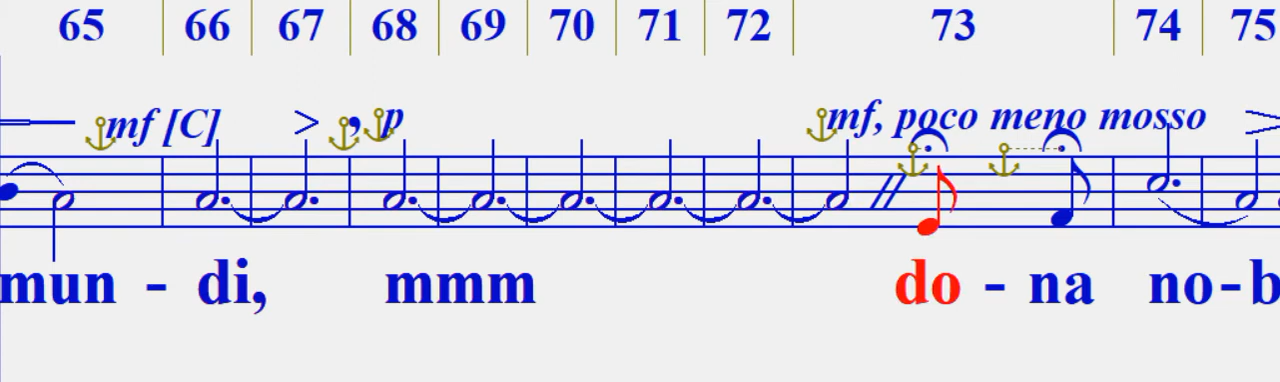 65 66 67 68 69 70 71 72 73 74 75
mf [C] > , p mf, poco meno mosso >
mun - di, mmm do - na no - b